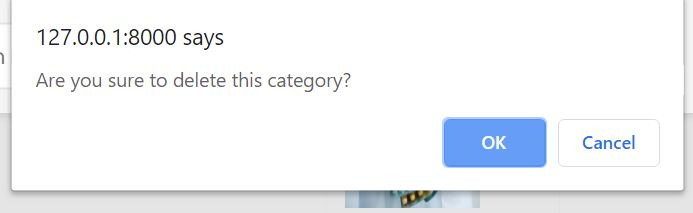 127.0.0.1:8000 says
Are you sure to delete this category?
OK
Cancel